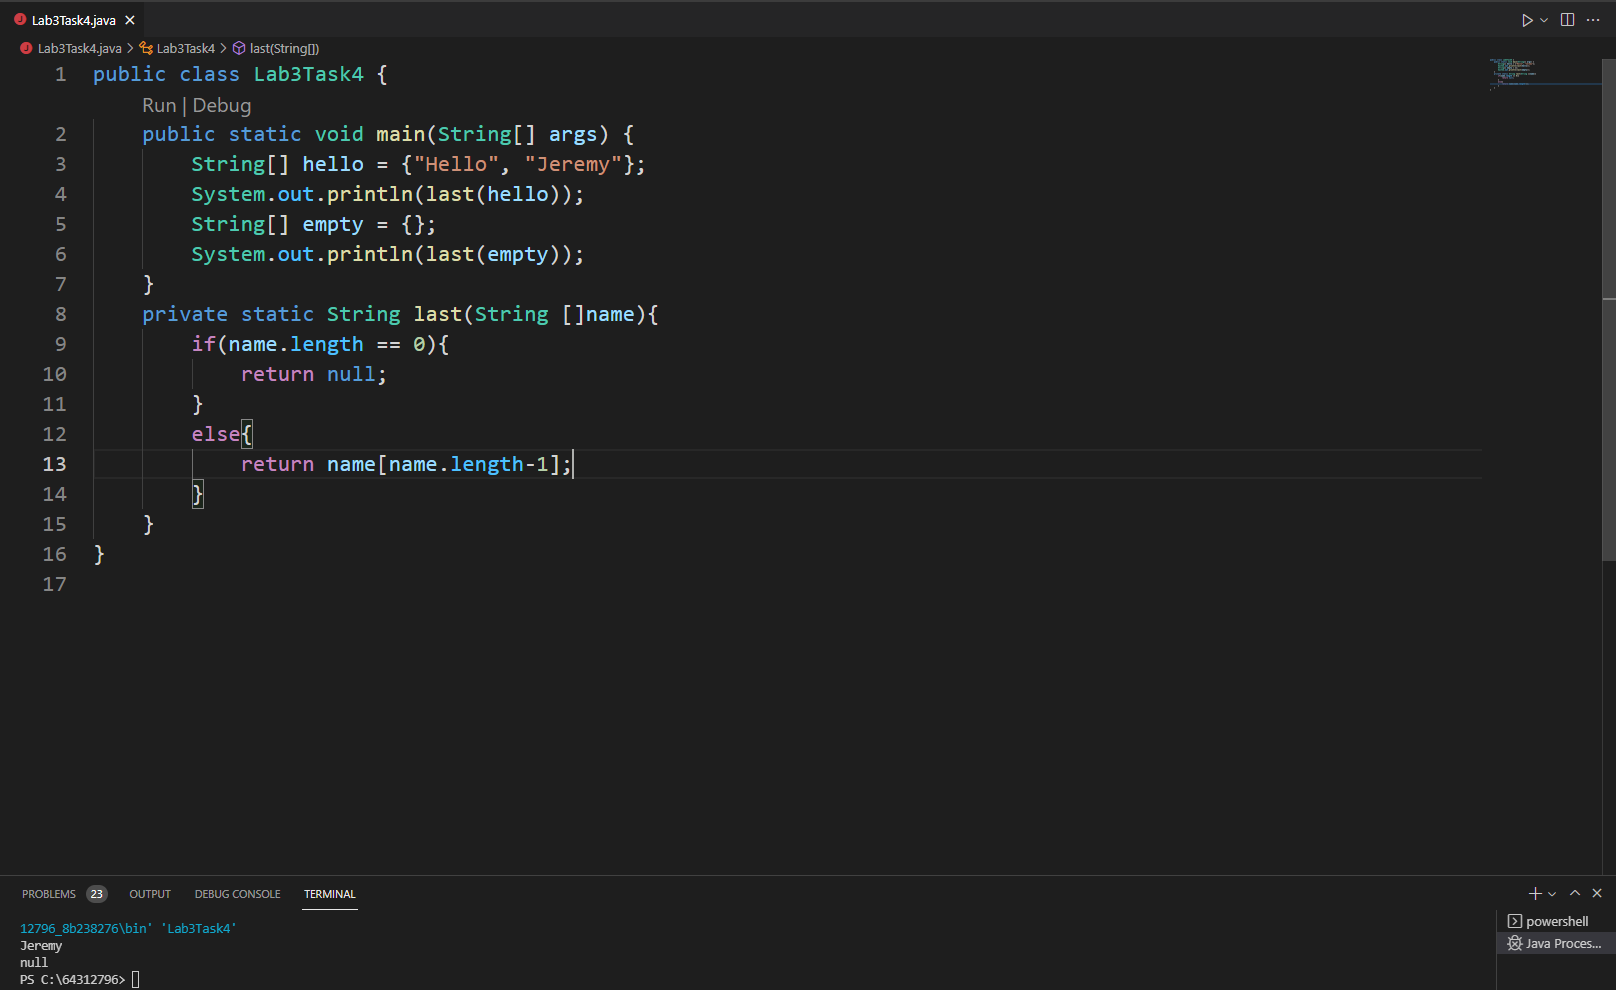 Lab3Task4.java
Lab3Task4.java > Lab3Task4 > last(String[])
1 public class Lab3Task4 {
Run | Debug
2     public static void main(String[] args) {
3         String[] hello = {"Hello", "Jeremy"};
4         System.out.println(last(hello));
5         String[] empty = {};
6         System.out.println(last(empty));
7     }
8     private static String last(String []name){
9         if(name.length == 0){
10             return null;
11         }
12         else{
13             return name[name.length-1];
14         }
15     }
16 }
17
PROBLEMS 23 OUTPUT DEBUG CONSOLE TERMINAL
12796_8b238276\bin' 'Lab3Task4'
Jeremy
null
PS C:\64312796>
powershell
Java Proces...